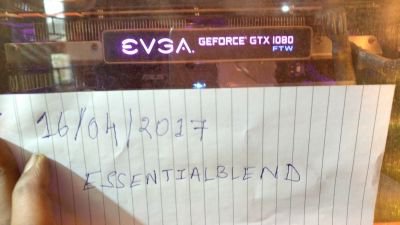 EVGA. GEFORCE® GTX 1080
FTW
16/04/2017
ESSENTIALBLEND